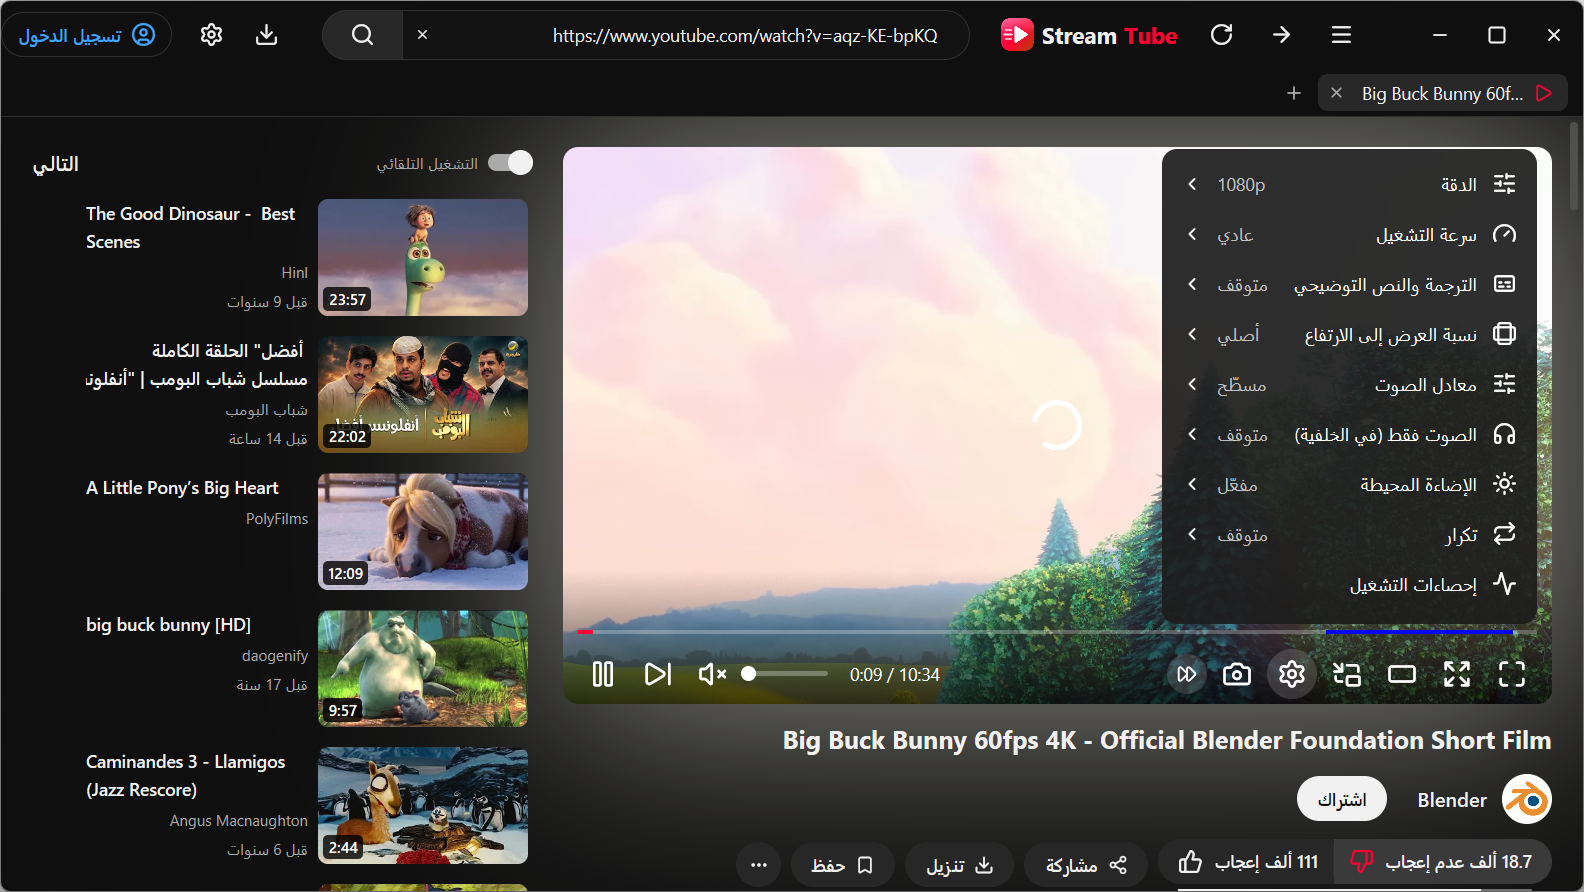 تسجيل الدخول
https://www.youtube.com/watch?v=aqz-KE-bpKQ
Stream Tube
Big Buck Bunny 60f...
التالي
التشغيل التلقائي
The Good Dinosaur - Best
Scenes
Hinl
قبل 9 سنوات
23:57
أفضل" الحلقة الكاملة
مسلسل شباب البومب | "أنفلونس
شباب البومب
قبل 14 ساعة
شباب البومب
أنفلونسر أفضل
22:02
A Little Pony’s Big Heart
PolyFilms
12:09
big buck bunny [HD]
daogenify
قبل 17 سنة
9:57
Caminandes 3 - Llamigos
(Jazz Rescore)
Angus Macnaughton
قبل 6 سنوات
2:44
الدقة 1080p
سرعة التشغيل عادي
الترجمة والنص التوضيحي متوقف
نسبة العرض إلى الارتفاع أصلي
معادل الصوت مسطّح
الصوت فقط (في الخلفية) متوقف
الإضاءة المحيطة مفعّل
تكرار متوقف
إحصاءات التشغيل
0:09 / 10:34
Big Buck Bunny 60fps 4K - Official Blender Foundation Short Film
Blender
اشتراك
18.7 ألف عدم إعجاب
111 ألف إعجاب
مشاركة
تنزيل
حفظ